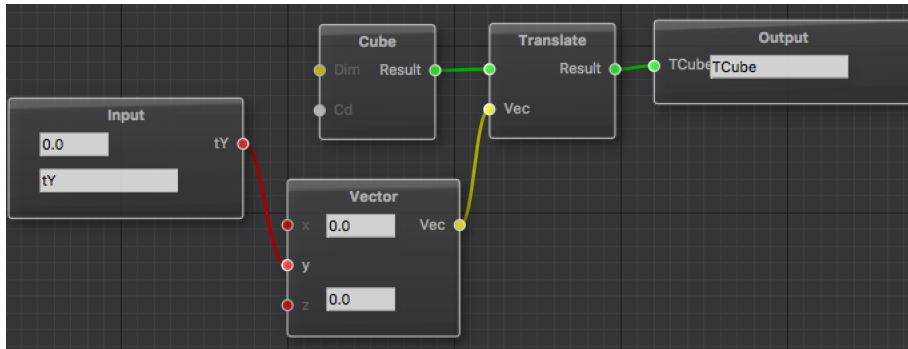 Cube
Dim Result
Cd
Translate
Result
Vec
Output
TCube TCube
Input
0.0 tY
tY
Vector
x 0.0 Vec
y
z 0.0